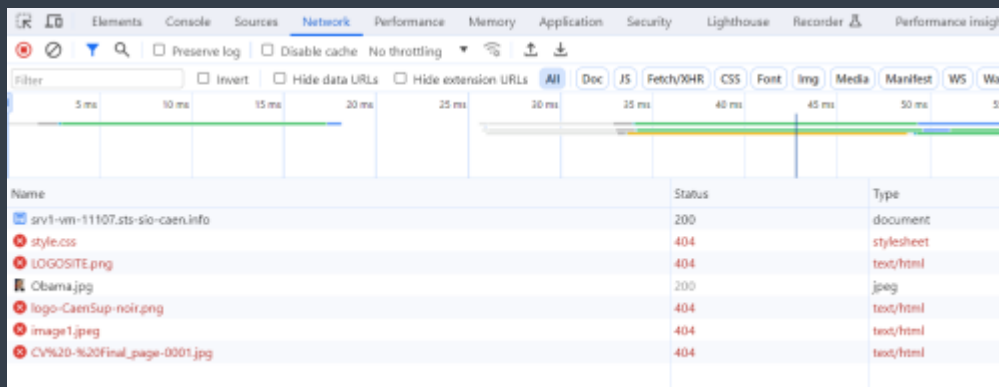 Elements Console Sources Network Performance Memory Application Security Lighthouse Recorder Performance
Preserve log Disable cache No throttling
Filter Invert Hide data URLs Hide extension URLs All Doc JS Fetch/XHR CSS Font Img Media Manifest WS
5 ms 10 ms 15 ms 20 ms 25 ms 30 ms 35 ms 40 ms 45 ms 50 ms
Name Status Type
srv1-vm-11107.sts-sio-caen.info 200 document
style.css 404 stylesheet
LOGOSITE.png 404 text/html
Obama.jpg 200 jpeg
logo-CaenSup-noir.png 404 text/html
image1.jpeg 404 text/html
CV%20-%20Final_page-0001.jpg 404 text/html